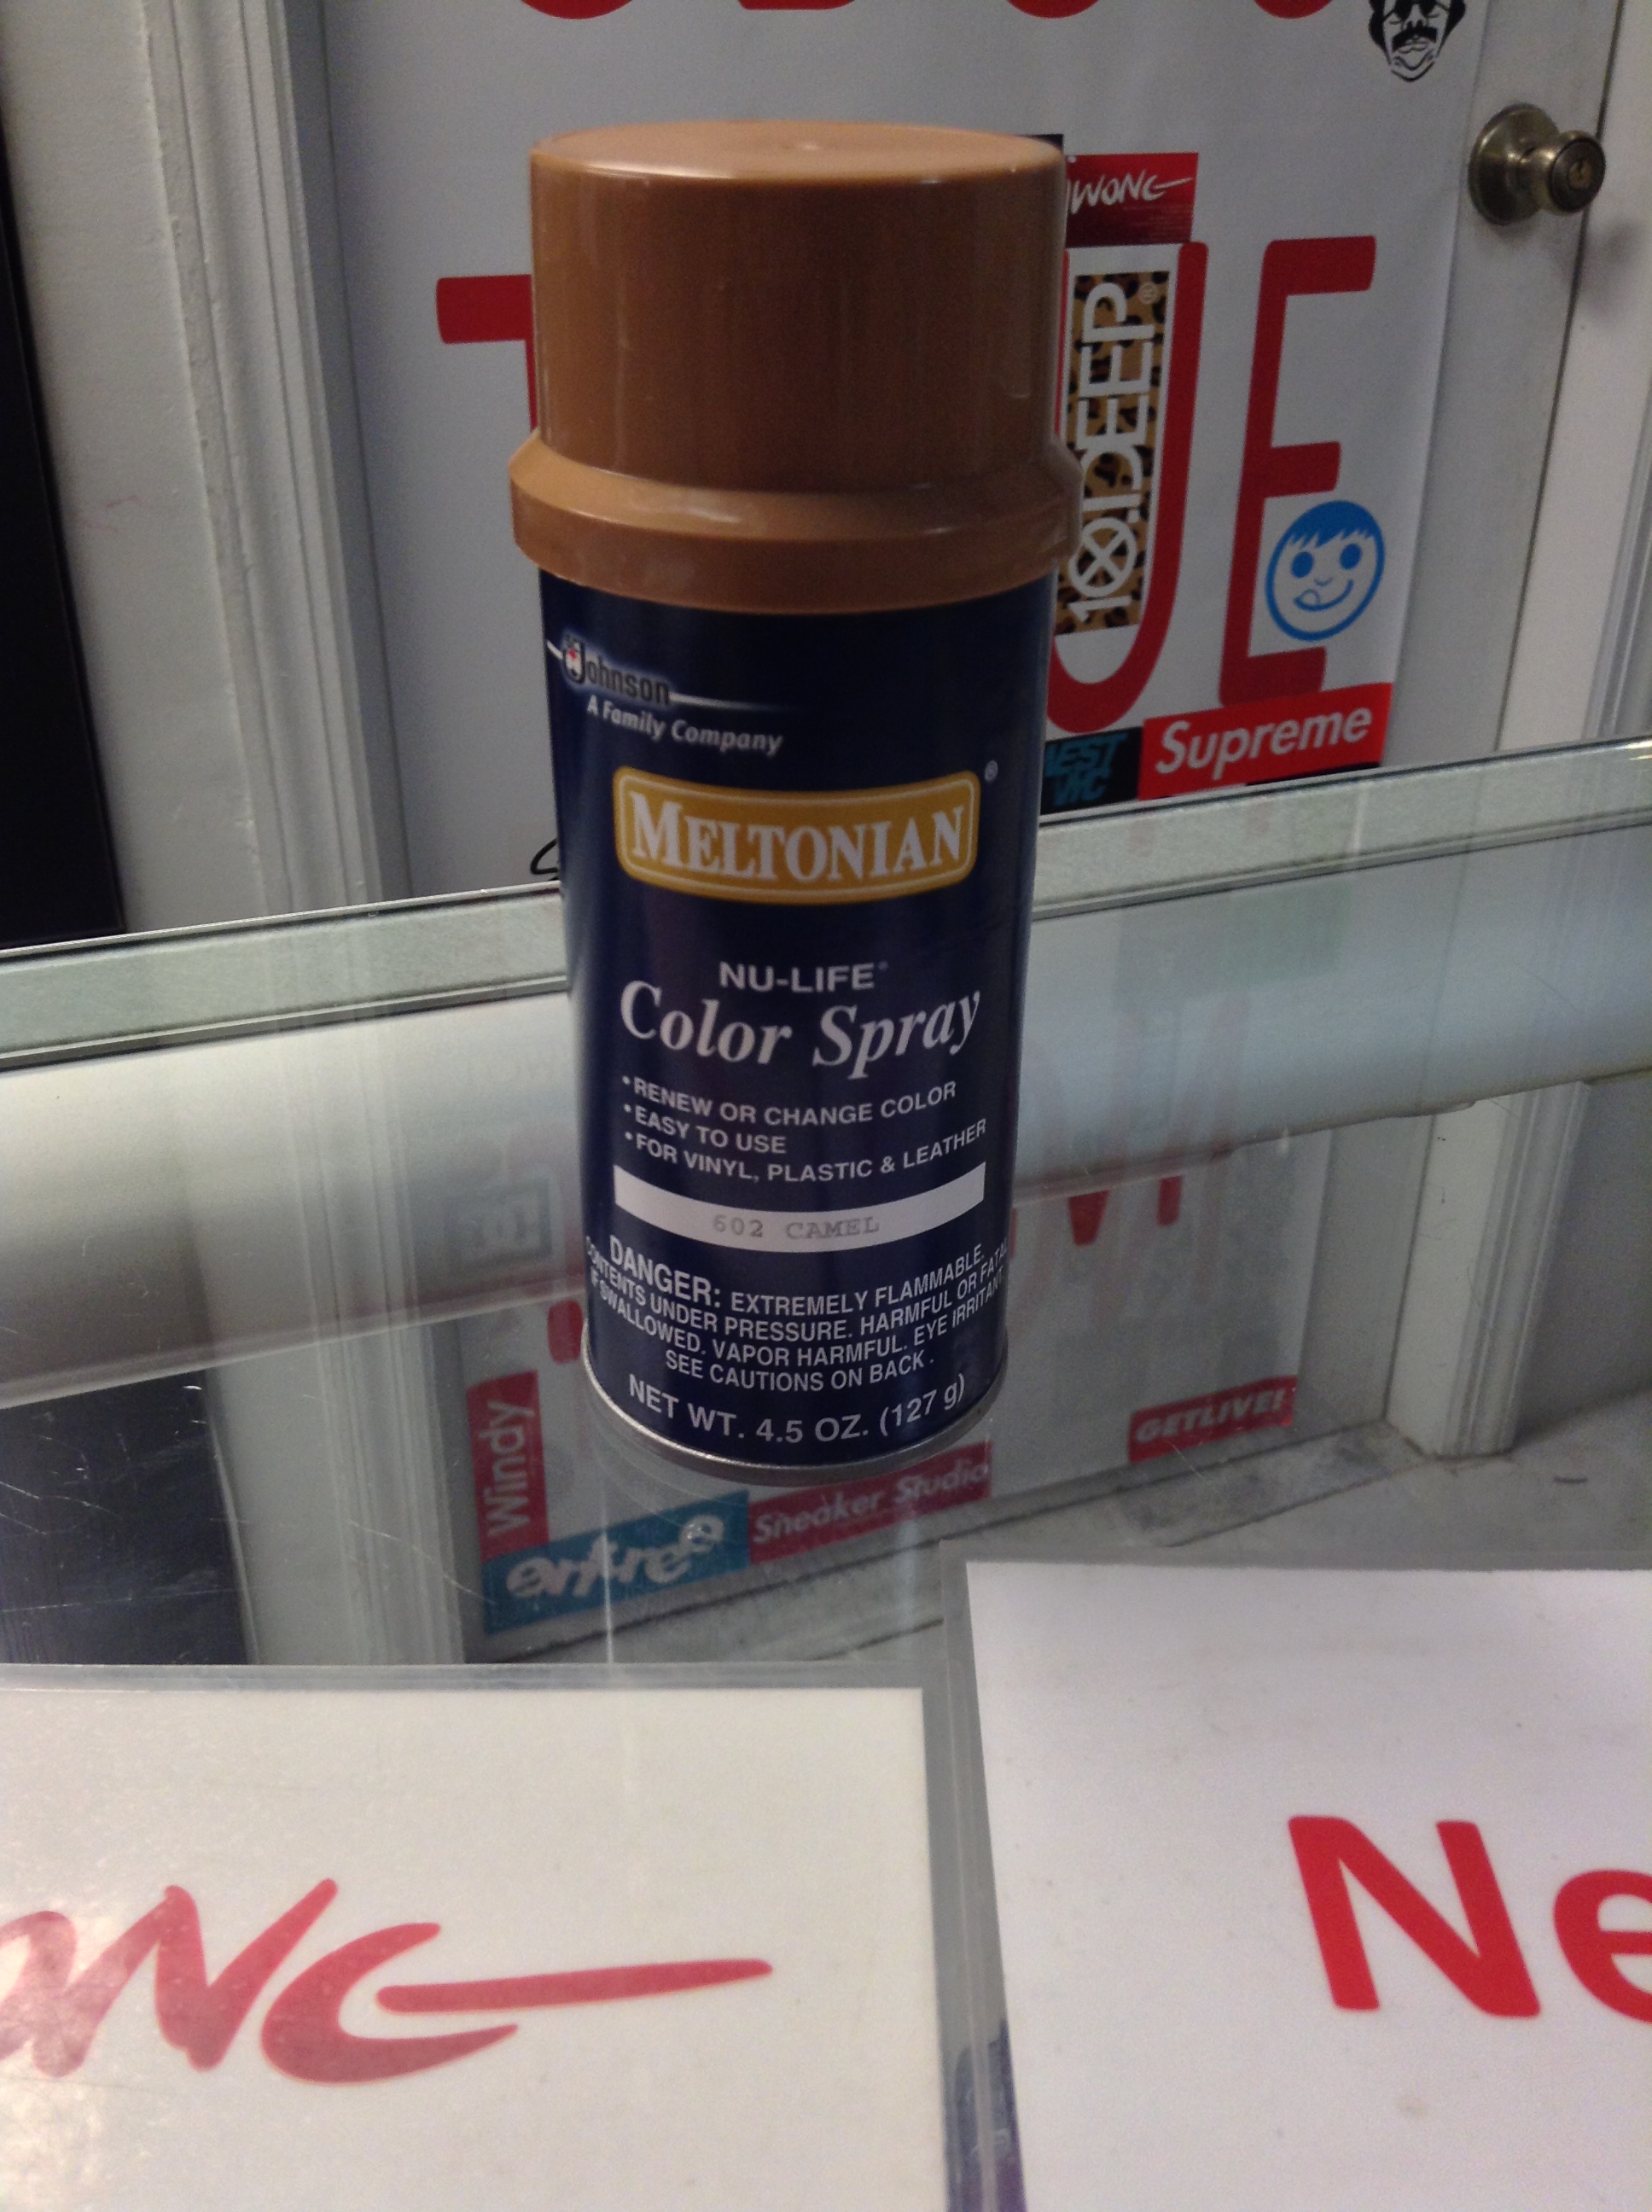 WONG
10.DEEP®
Supreme
Johnson
A Family Company
MELTONIAN®
NU-LIFE®
Color Spray
•RENEW OR CHANGE COLOR
•EASY TO USE
•FOR VINYL, PLASTIC & LEATHER
602 CAMEL
DANGER: EXTREMELY FLAMMABLE.
CONTENTS UNDER PRESSURE. HARMFUL OR FATAL
IF SWALLOWED. VAPOR HARMFUL. EYE IRRITANT.
SEE CAUTIONS ON BACK.
NET WT. 4.5 OZ. (127 g)
GETLIVE!
Windy
Sneaker Studio
entree
Ne